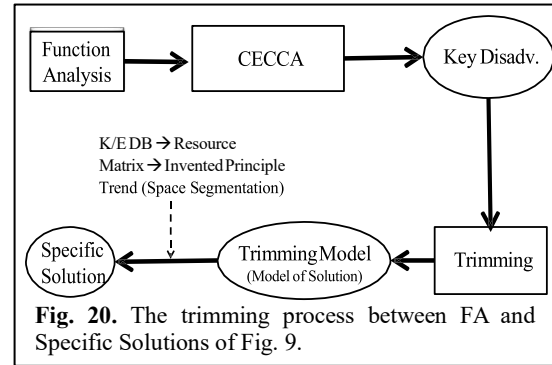 Function
Analysis
CECCA
Key Disadv.
K/E DB → Resource
Matrix → Invented Principle
Trend (Space Segmentation)
Specific
Solution
Trimming Model
(Model of Solution)
Trimming
Fig. 20. The trimming process between FA and
Specific Solutions of Fig. 9.